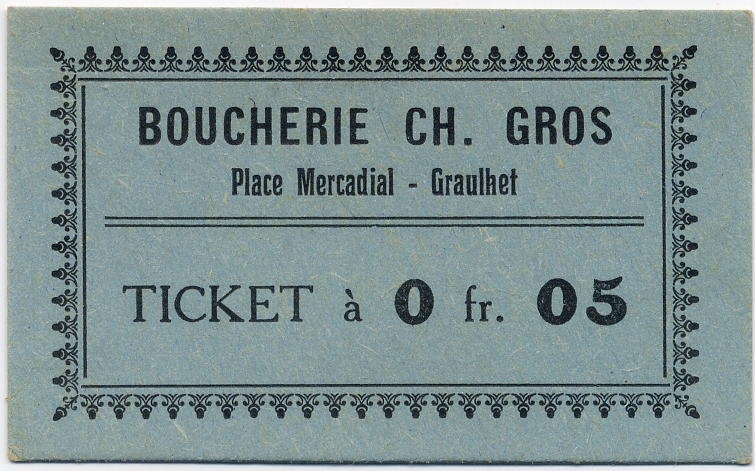 BOUCHERIE CH. GROS
Place Mercadial - Graulhet
TICKET à 0 fr. 05